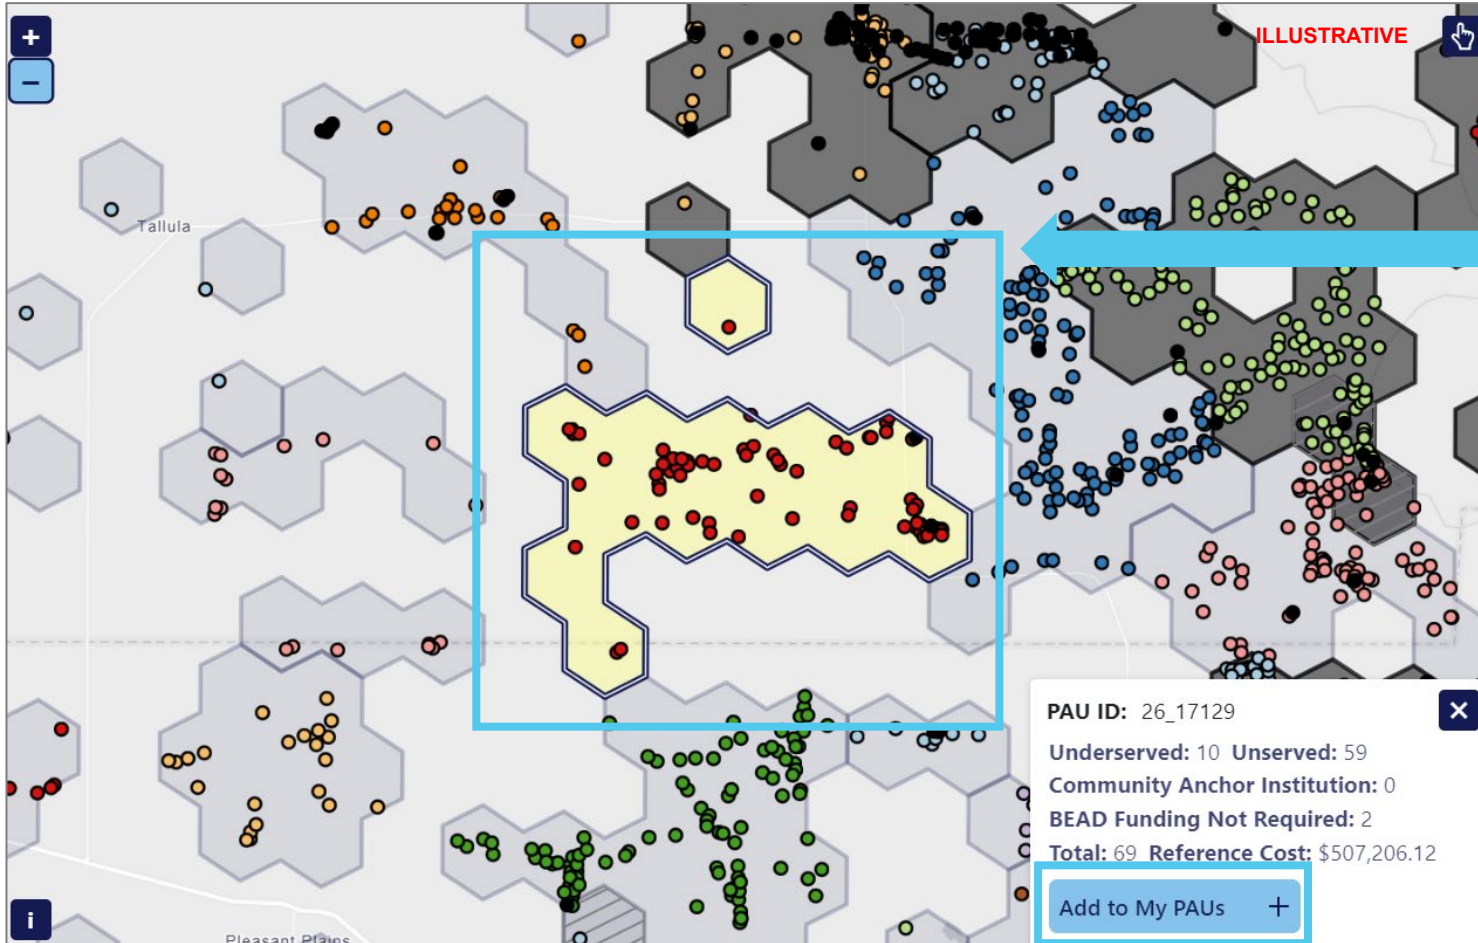 +
ILLUSTRATIVE
−
Tallula
PAU ID: 26_17129
Underserved: 10 Unserved: 59
Community Anchor Institution: 0
BEAD Funding Not Required: 2
Total: 69 Reference Cost: $507,206.12
Add to My PAUs +
i
Pleasant Plains